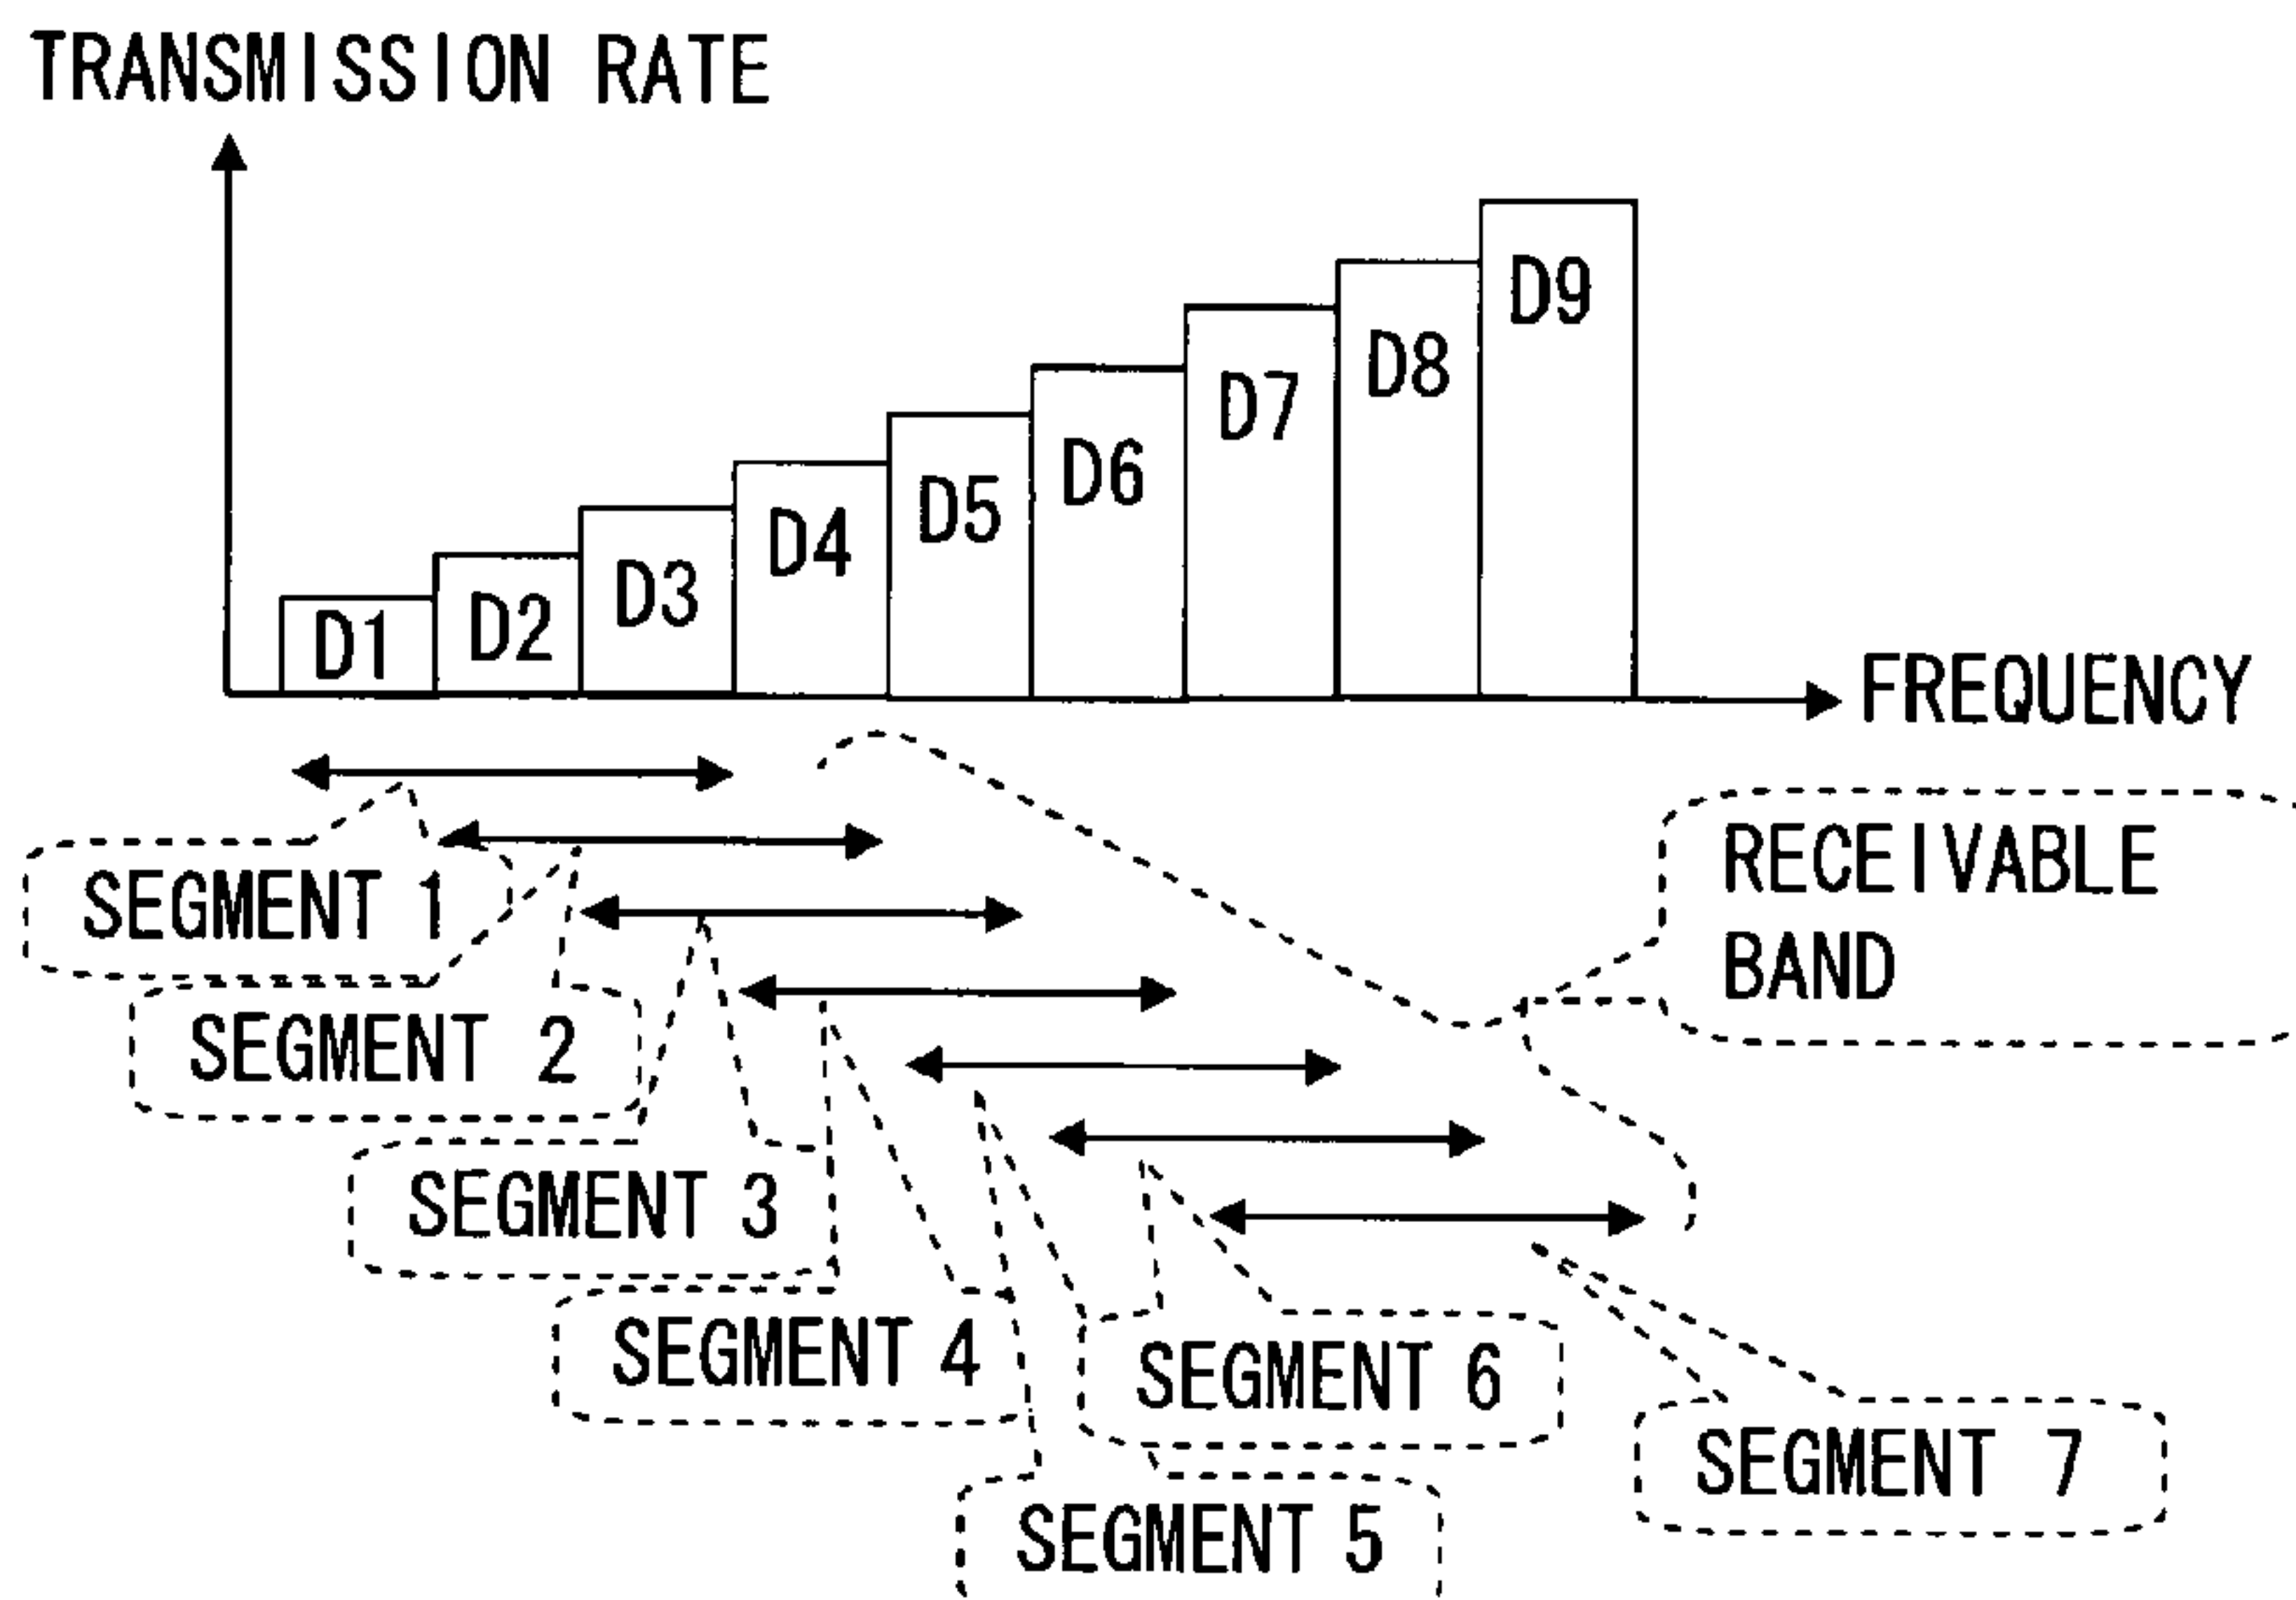 TRANSMISSION RATE
D1
D2
D3
D4
D5
D6
D7
D8
D9
FREQUENCY
RECEIVABLE
BAND
SEGMENT 1
SEGMENT 2
SEGMENT 3
SEGMENT 4
SEGMENT 6
SEGMENT 7
SEGMENT 5